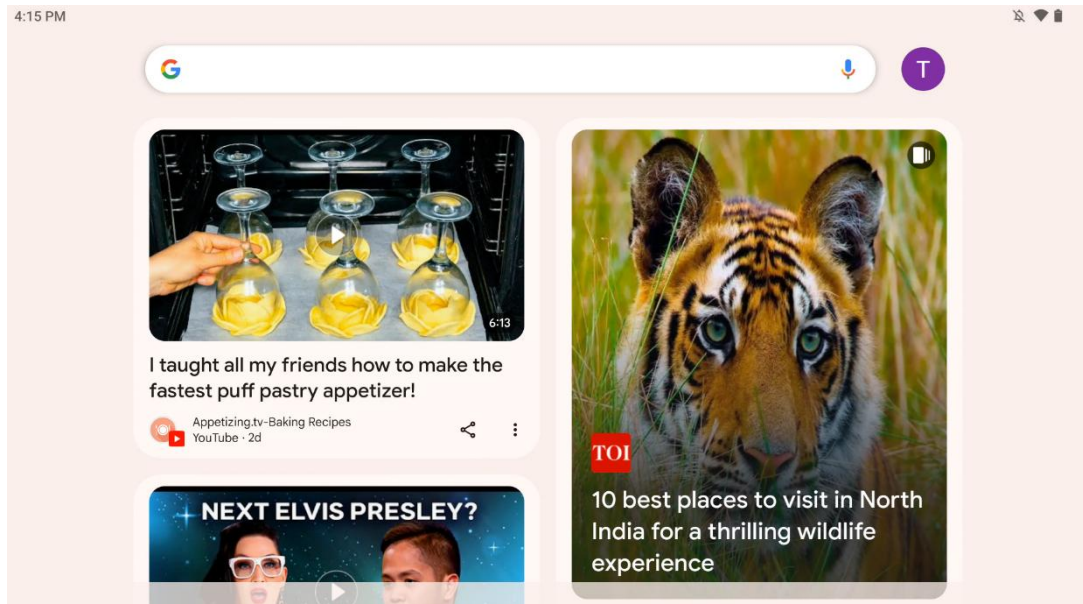 4:15 PM
T
6:13
I taught all my friends how to make the
fastest puff pastry appetizer!
Appetizing.tv-Baking Recipes
YouTube · 2d
NEXT ELVIS PRESLEY?
TOI
10 best places to visit in North
India for a thrilling wildlife
experience